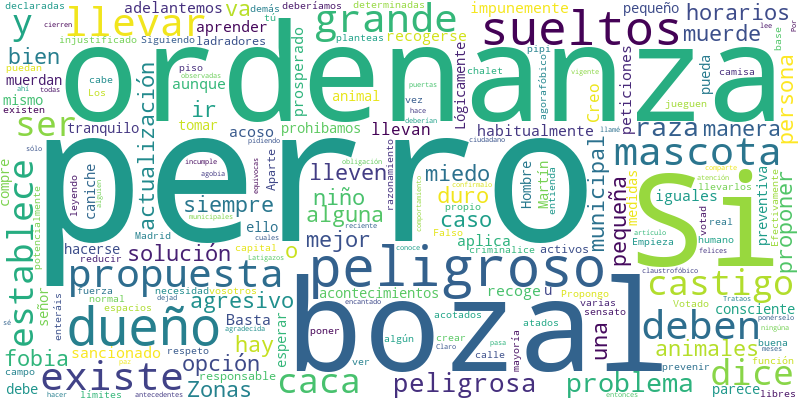 declaradas
cierren
y
llevar
adelantemos
va
además
tú
deberíamos
determinadas
impunemente
pequeño
horarios
Por
lee
injustificado
Siguiendo
aprender
grande
planteas
recogerse
sueltos
muerde
base
bien
puedan
ladradores
ordenanza
prosperado
pipi
cabe
piso
puertas
chalet
camisa
muerdan
Los
aunque
hace
agorafóbico
pueda
vigente
mismo
observadas
animal
vez
Creo
deberían
Lógicamente
peticiones
jueguen
persona
existen
ahí
todas
ir
prohibamos
llevan
habitualmente
raza
manera
ser
tranquilo
tomar
acoso
pidiendo
obligación
ciudadano
llamé
mascota
sólo
actualización
perro
razonamiento
Si
comparto
atención
incumple
agobia
equivocas
Aparte
lleven
miedo
Hombre
Martín
entienda
municipal
pequeña
medidas
llevarlos
compre
potencialmente
establece
leyendo
caniche
alguien
siempre
niño
duro
confirmalo
comportamiento
iguales
votad
real
preventiva
Efectivamente
proponer
alguna
caso
propio
Falso
aplica
Empieza
humano
artículo
Madrid
ello
cuales
municipales
reciente
conoce
hacerse
reducir
solución
capital
Latigazos
o
mejor
criminalice
activos
claustrofóbico
felices
señor
propuesta
peligroso
castigo
fuerza
necesidad
vosotros
recoge
acontecimientos
u
Propongo
varias
sensato
Votado
Tratáos
ponérselo
ninguna
consciente
normal
espacios
enteráis
agresivo
encantado
acotados
atados
una
deben
sé
dueño
Basta
agradecida
esperar
poner
bozal
algún
crear
Claro
pasa
calle
mayoría
animales
buena
meses
fobia
sancionado
dejad
paz
hay
respeto
ver
prevenir
entonces
función
campo
debe
existe
opción
responsable
caca
peligrosa
problema
dice
parece
libres
hacer
límites
antecedentes
Zonas